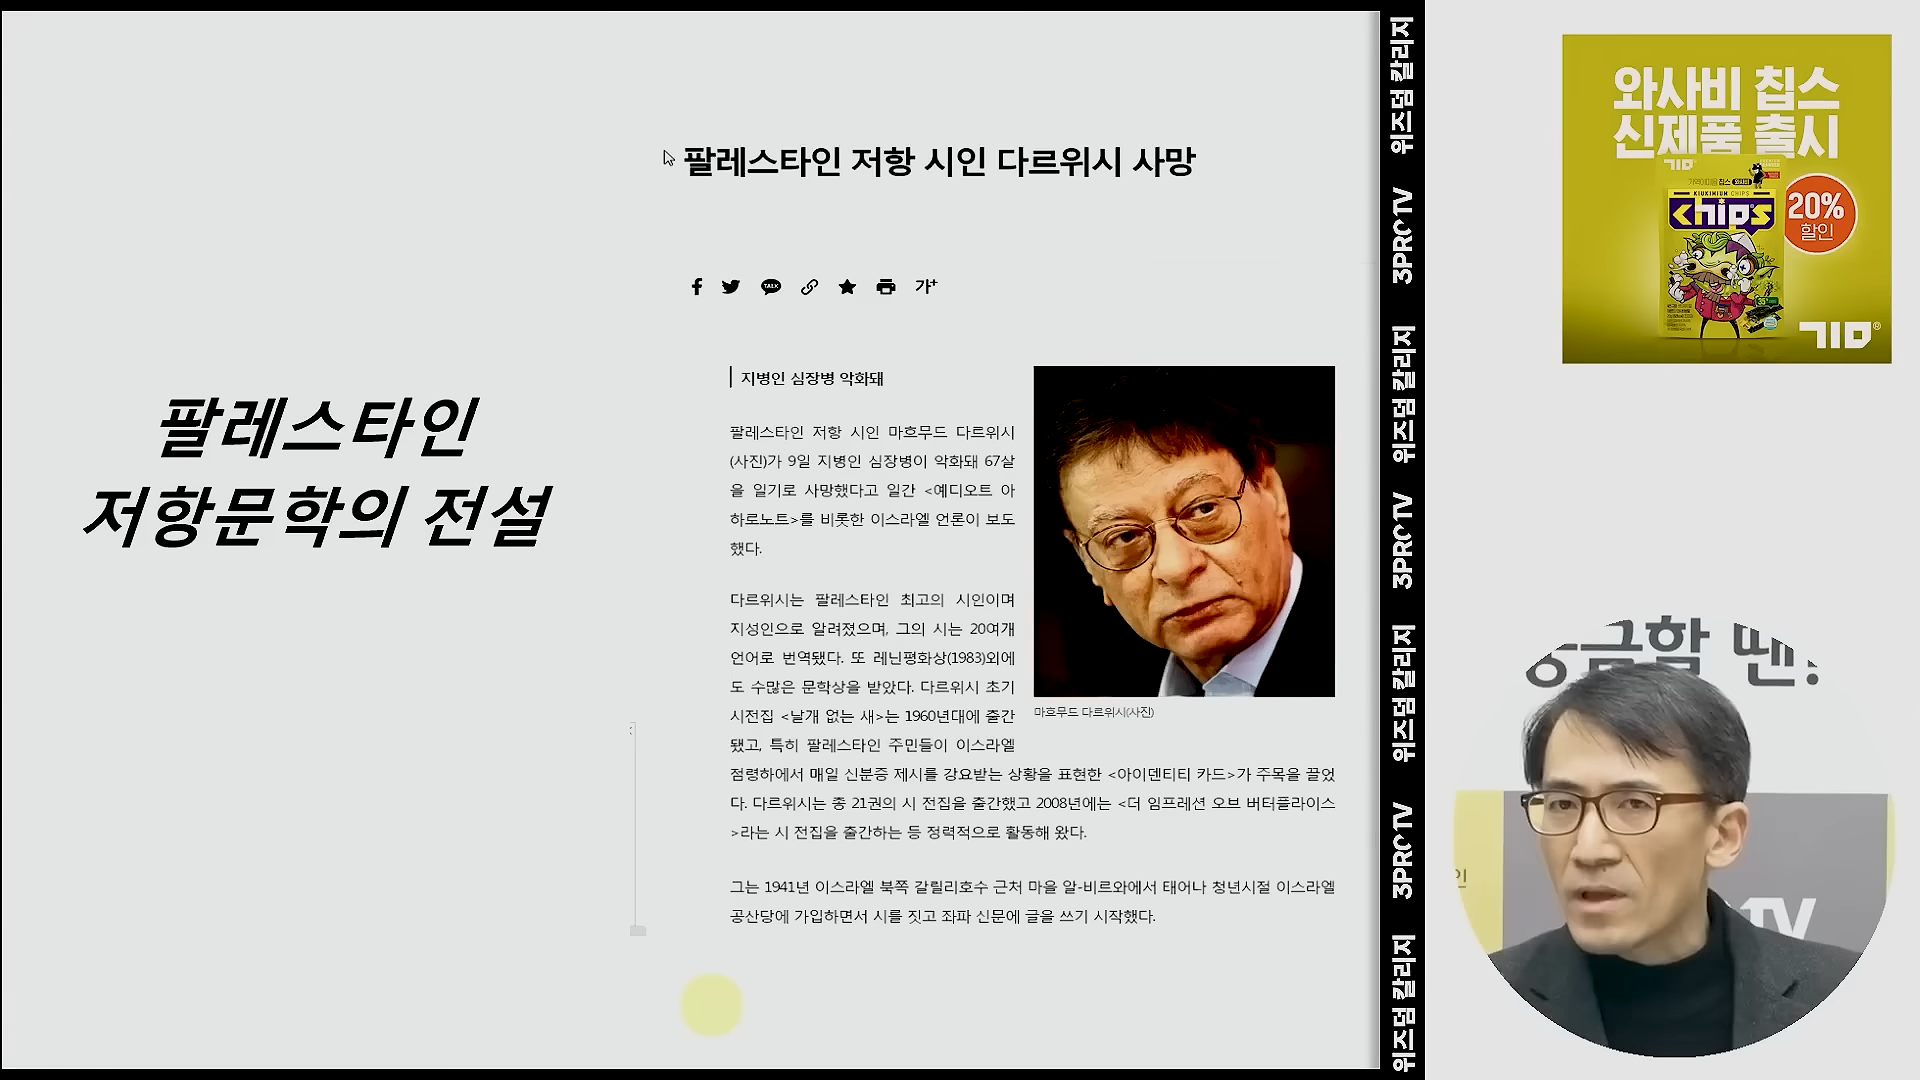 팔레스타인
저항문학의 전설
팔레스타인 저항 시인 다르위시 사망
TALK
가+
지병인 심장병 악화돼
팔레스타인 저항 시인 마흐무드 다르위시
(사진)가 9일 지병인 심장병이 악화돼 67살
을 일기로 사망했다고 일간 <예디오트 아
하로노트>를 비롯한 이스라엘 언론이 보도
했다.
다르위시는 팔레스타인 최고의 시인이며
지성인으로 알려졌으며, 그의 시는 20여개
언어로 번역됐다. 또 레닌평화상(1983)외에
도 수많은 문학상을 받았다. 다르위시 초기
시전집 <날개 없는 새>는 1960년대에 출간
됐고, 특히 팔레스타인 주민들이 이스라엘
점령하에서 매일 신분증 제시를 강요받는 상황을 표현한 <아이덴티티 카드>가 주목을 끌었
다. 다르위시는 총 21권의 시 전집을 출간했고 2008년에는 <더 임프레션 오브 버터플라이스
>라는 시 전집을 출간하는 등 정력적으로 활동해 왔다.
그는 1941년 이스라엘 북쪽 갈릴리호수 근처 마을 알-비르와에서 태어나 청년시절 이스라엘
공산당에 가입하면서 시를 짓고 좌파 신문에 글을 쓰기 시작했다.
마흐무드 다르위시(사진)
위즈덤 칼리지
3PROTV
위즈덤 칼리지
3PROTV
위즈덤 칼리지
3PROTV
위즈덤 칼리지
와사비 칩스
신제품 출시
기ㅁ
KIUKIMIUM CHIPS
chip's
20%
할인
기ㅁ®
궁금할 땐!
인
TV